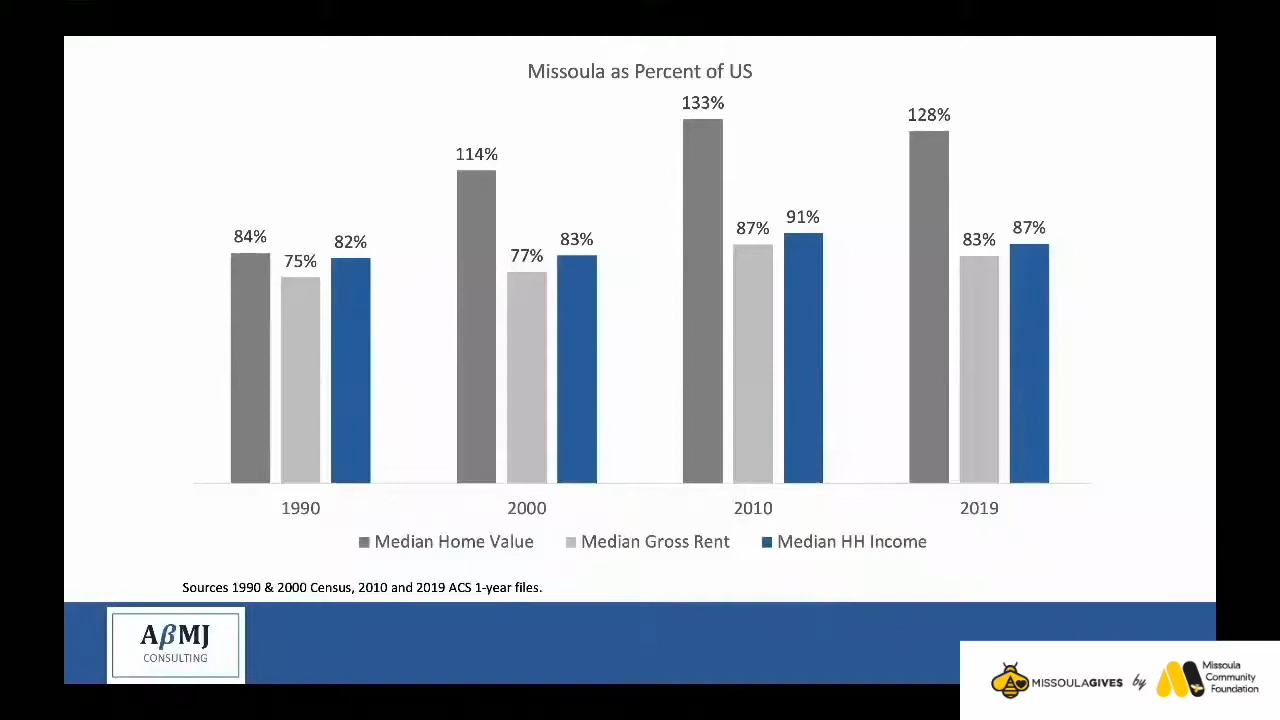 Missoula as Percent of US
133%
128%
114%
91%
87%
87%
84%
82%
83%
83%
75%
77%
1990
2000
2010
2019
Median Home Value
Median Gross Rent
Median HH Income
Sources 1990 & 2000 Census, 2010 and 2019 ACS 1-year files.
AβMJ
CONSULTING
MISSOULAGIVES by
Missoula
Community
Foundation